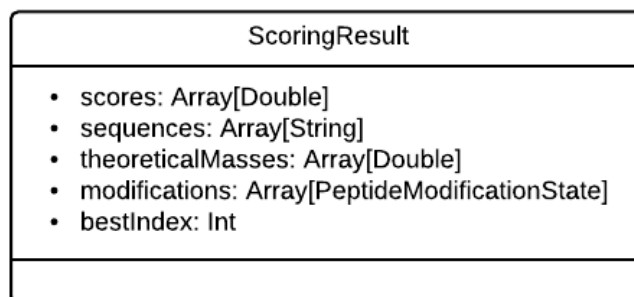 ScoringResult
• scores: Array[Double]
• sequences: Array[String]
• theoreticalMasses: Array[Double]
• modifications: Array[PeptideModificationState]
• bestIndex: Int